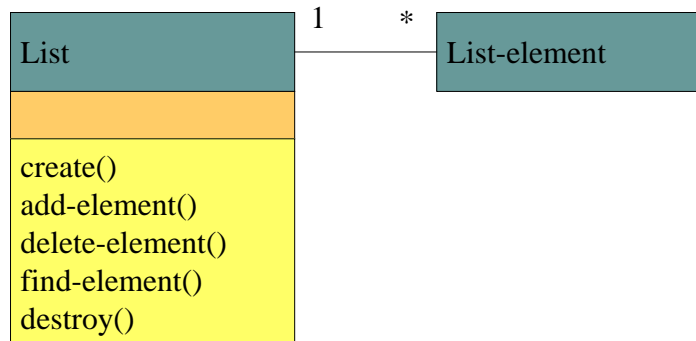 1 *
List
List-element
create()
add-element()
delete-element()
find-element()
destroy()